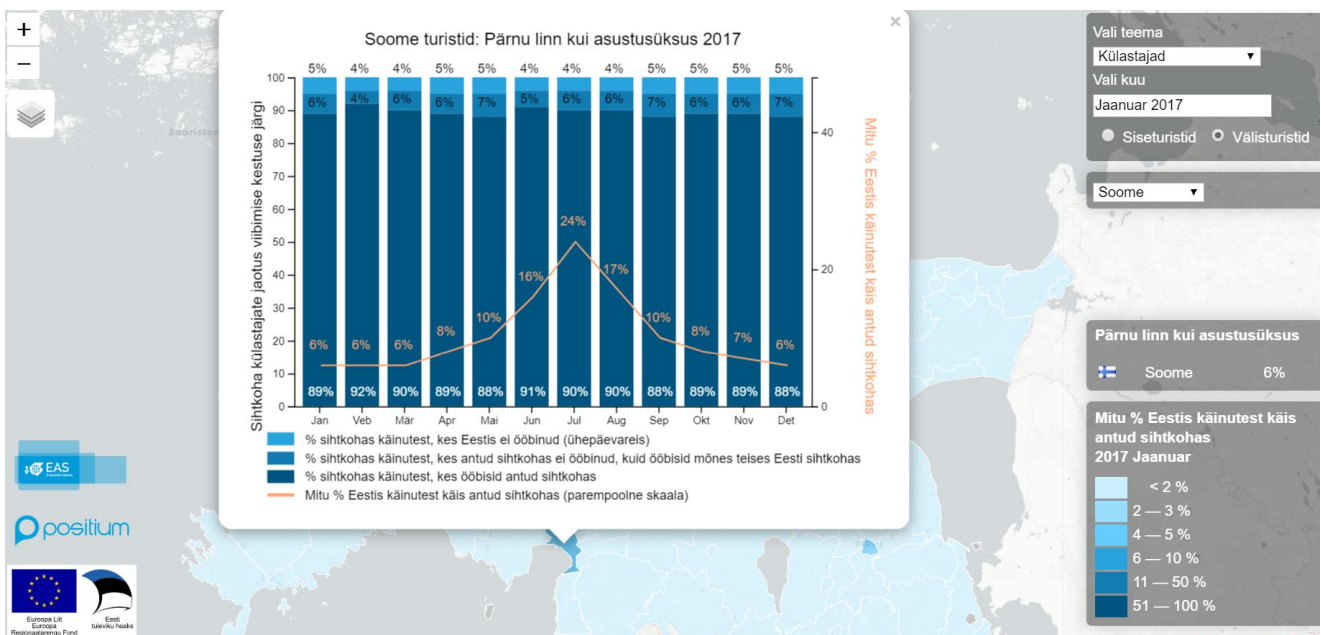 +
−
Saariston
×
Soome turistid: Pärnu linn kui asustusüksus 2017
5% 4% 4% 5% 5% 4% 4% 4% 5% 5% 5% 5%
6% 4% 6% 6% 7% 5% 6% 6% 7% 6% 6% 7%
100
90
80
70
60
50
40
30
20
10
0
Sihtkoha külastajate jaotus viibimise kestuse järgi
6% 6% 6% 8% 10% 16% 24% 17% 10% 8% 7% 6%
89% 92% 90% 89% 88% 91% 90% 90% 88% 89% 89% 88%
Jan Veb Mär Apr Mai Jun Jul Aug Sep Okt Nov Det
40
20
0
Mitu % Eestis käinutest käis antud sihtkohas
% sihtkohas käinutest, kes Eestis ei ööbinud (ühepäevareis)
% sihtkohas käinutest, kes antud sihtkohas ei ööbinud, kuid ööbisid mõnes teises Eesti sihtkohas
% sihtkohas käinutest, kes ööbisid antud sihtkohas
Mitu % Eestis käinutest käis antud sihtkohas (parempoolne skaala)
Vali teema
Külastajad
Vali kuu
Jaanuar 2017
Siseturistid Välisturistid
Soome
Pärnu linn kui asustusüksus
Soome 6%
Mitu % Eestis käinutest käis
antud sihtkohas
2017 Jaanuar
< 2 %
2 — 3 %
4 — 5 %
6 — 10 %
11 — 50 %
51 — 100 %
EAS
positium
Euroopa Liit
Euroopa
Regionaalarengu Fond
Eesti
tuleviku heaks